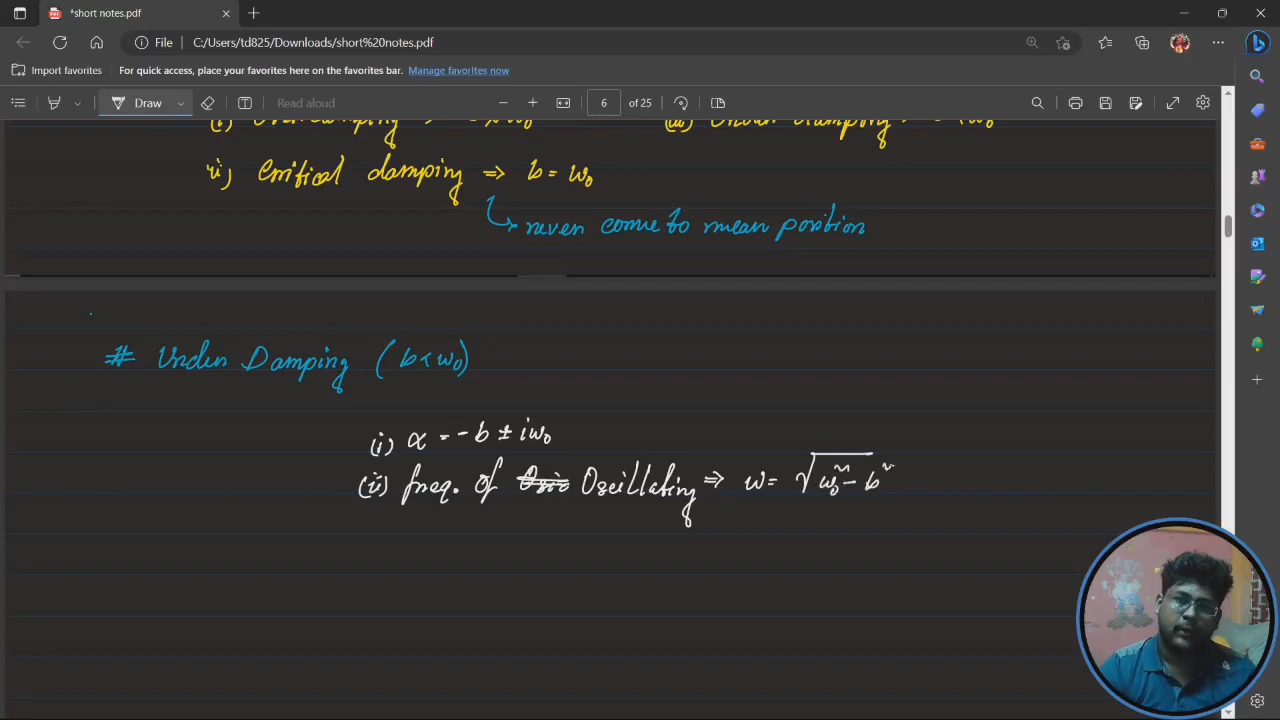 *short notes.pdf
File C:/Users/td825/Downloads/short%20notes.pdf
Import favorites For quick access, place your favorites here on the favorites bar. Manage favorites now
Draw Read aloud 6 of 25
ii) Critical damping ⇒ b = ω₀
↳ never come to mean position
# Under Damping (b<ω₀)
(i) α = -b ± iω₀
(ii) freq. of Oscillating ⇒ ω = √ω₀² - b²